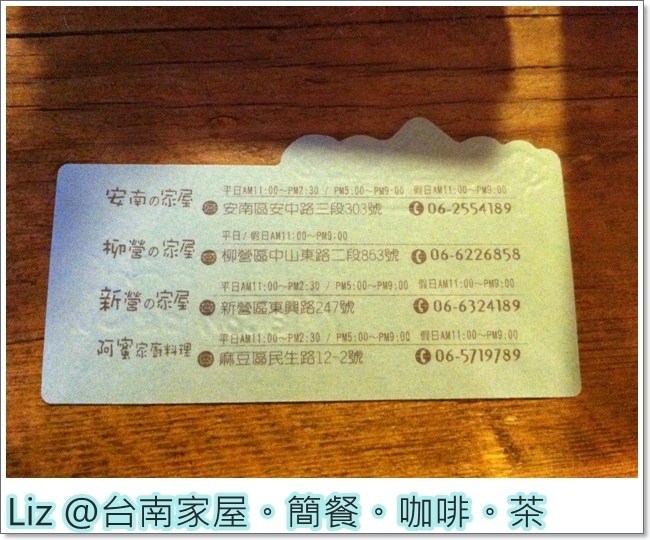 平日AM11:00~PM2:30 / PM5:00~PM9:00 假日AM11:00~PM9:00
安南の家屋 安南區安中路三段303號 06-2554189
平日/假日AM11:00~PM9:00
柳營の家屋 柳營區中山東路二段863號 06-6226858
平日AM11:00~PM2:30 / PM5:00~PM9:00 假日AM11:00~PM9:00
新營の家屋 新營區東興路247號 06-6324189
平日AM11:00~PM2:30 / PM5:00~PM9:00 假日AM11:00~PM9:00
阿蜜家廚料理 麻豆區民生路12-2號 06-5719789
Liz @台南家屋。簡餐。咖啡。茶